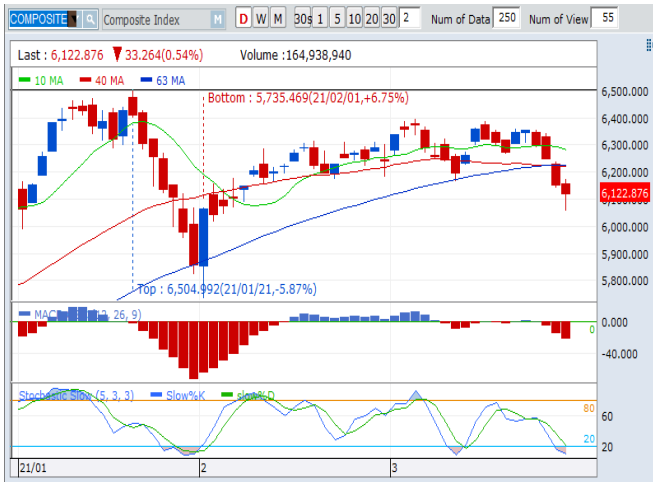 COMPOSITE Composite Index M D W M 30s 1 5 10 20 30 2 Num of Data 250 Num of View 55
Last : 6,122.876 ▼ 33.264(0.54%) Volume :164,938,940
10 MA 40 MA 63 MA
Bottom : 5,735.469(21/02/01,+6.75%)
6,500.000
6,400.000
6,300.000
6,200.000
6,122.876
6,000.000
5,900.000
5,800.000
Top : 6,504.992(21/01/21,-5.87%)
26, 9)
0 0.000
-40.000
Stochastic Slow (5, 3, 3) Slow%K slow%D
80
60
20 20
21/01 2 3